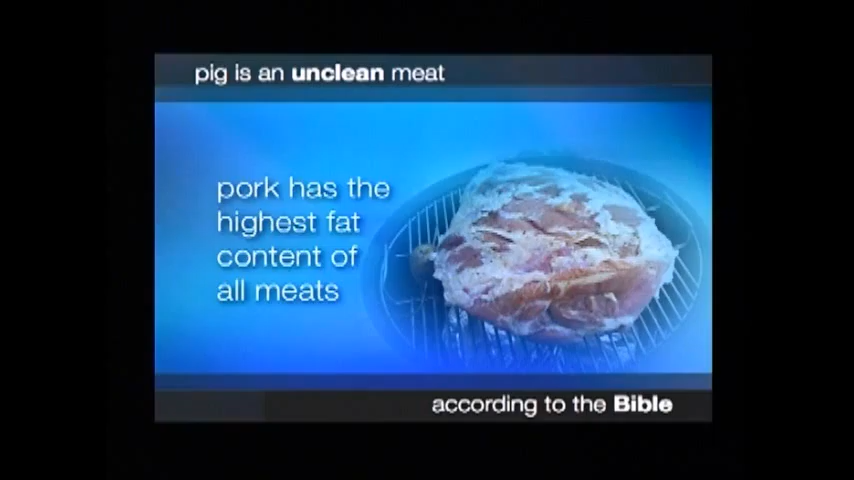 pig is an unclean meat
pork has the
highest fat
content of
all meats
according to the Bible